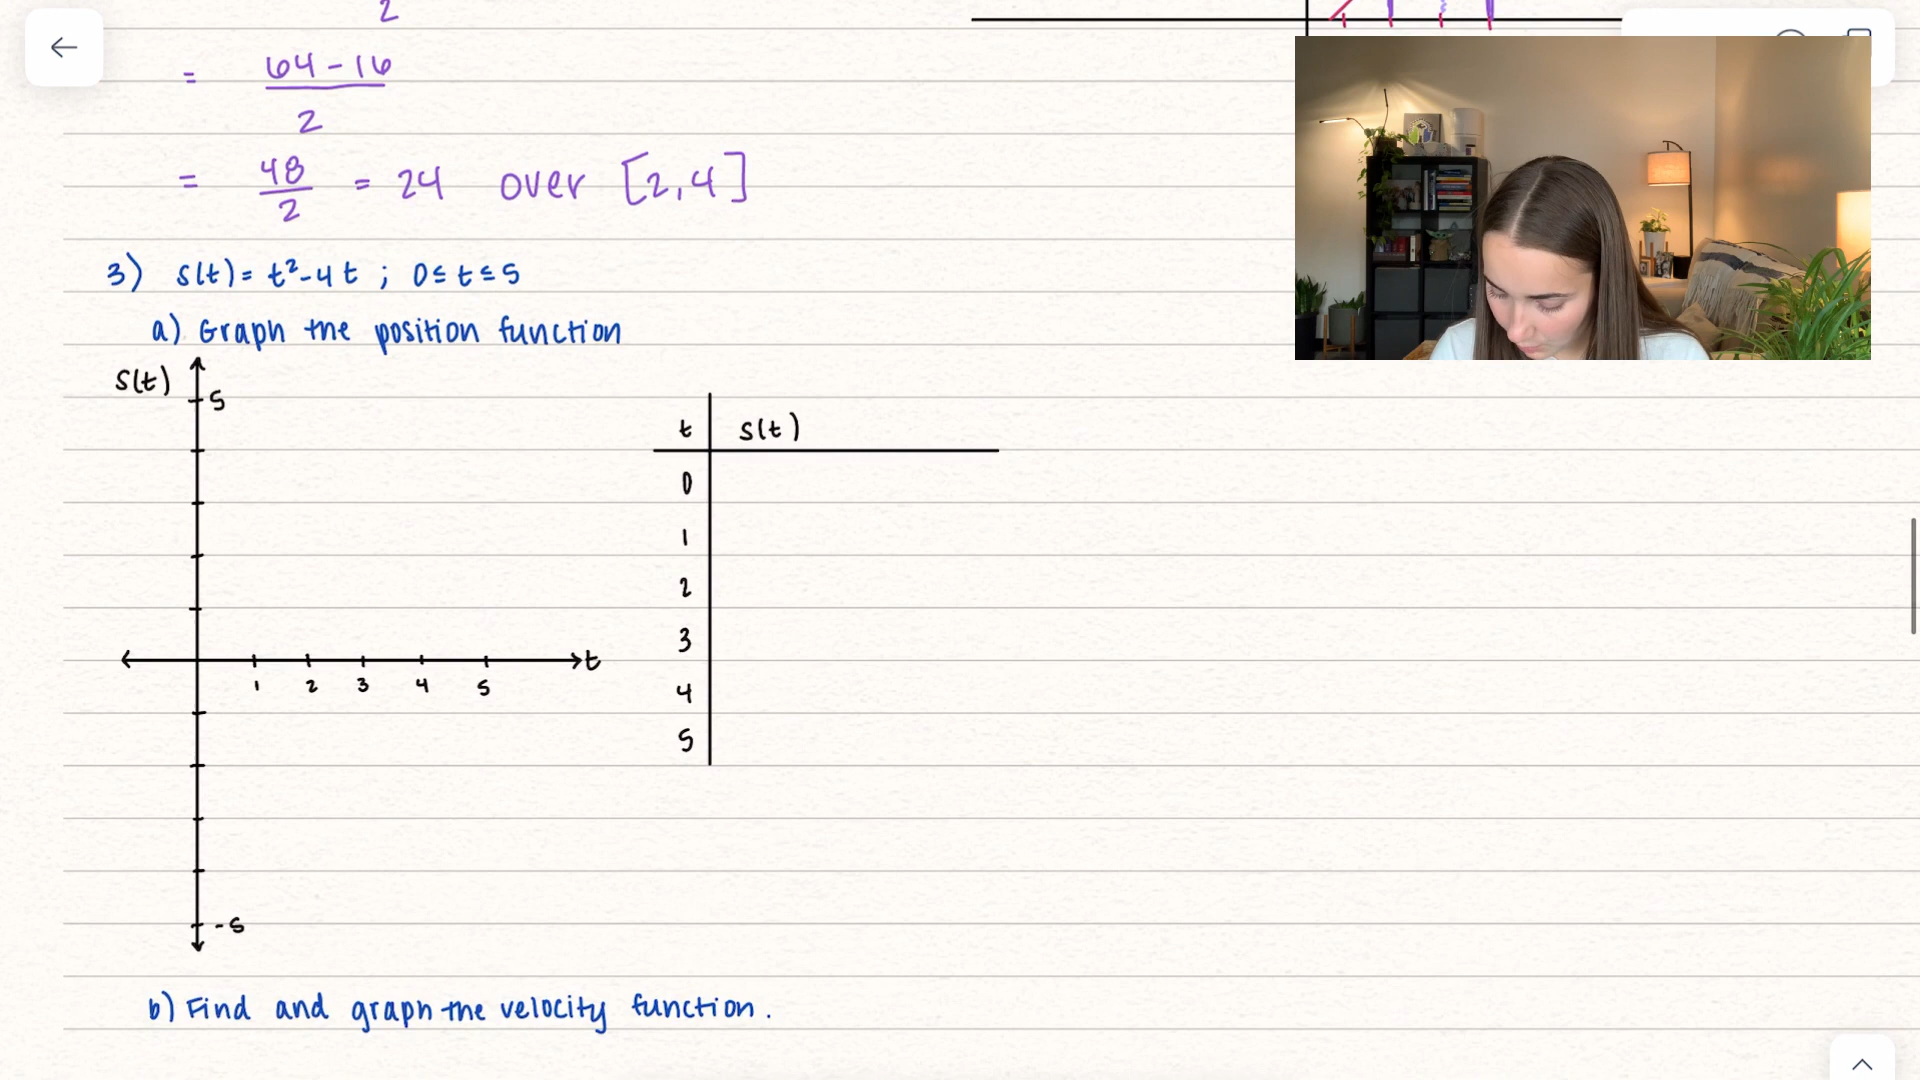 2
= 64-16
2
= 48/2 = 24 over [2,4]
3) s(t) = t²-4t ; 0≤t≤5
a) Graph the position function
s(t)
5
1 2 3 4 5 t
-5
t s(t)
0
1
2
3
4
5
b) Find and graph the velocity function.